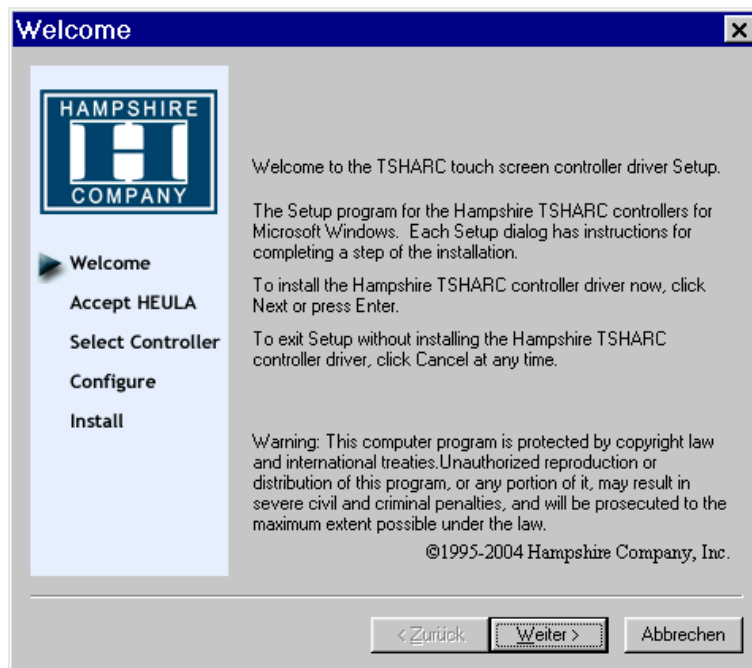 Welcome
HAMPSHIRE
H
COMPANY
Welcome
Accept HEULA
Select Controller
Configure
Install
Welcome to the TSHARC touch screen controller driver Setup.
The Setup program for the Hampshire TSHARC controllers for
Microsoft Windows.  Each Setup dialog has instructions for
completing a step of the installation.
To install the Hampshire TSHARC controller driver now, click
Next or press Enter.
To exit Setup without installing the Hampshire TSHARC
controller driver, click Cancel at any time.
Warning: This computer program is protected by copyright law
and international treaties.Unauthorized reproduction or
distribution of this program, or any portion of it, may result in
severe civil and criminal penalties, and will be prosecuted to the
maximum extent possible under the law.
©1995-2004 Hampshire Company, Inc.
< Zurück
Weiter >
Abbrechen